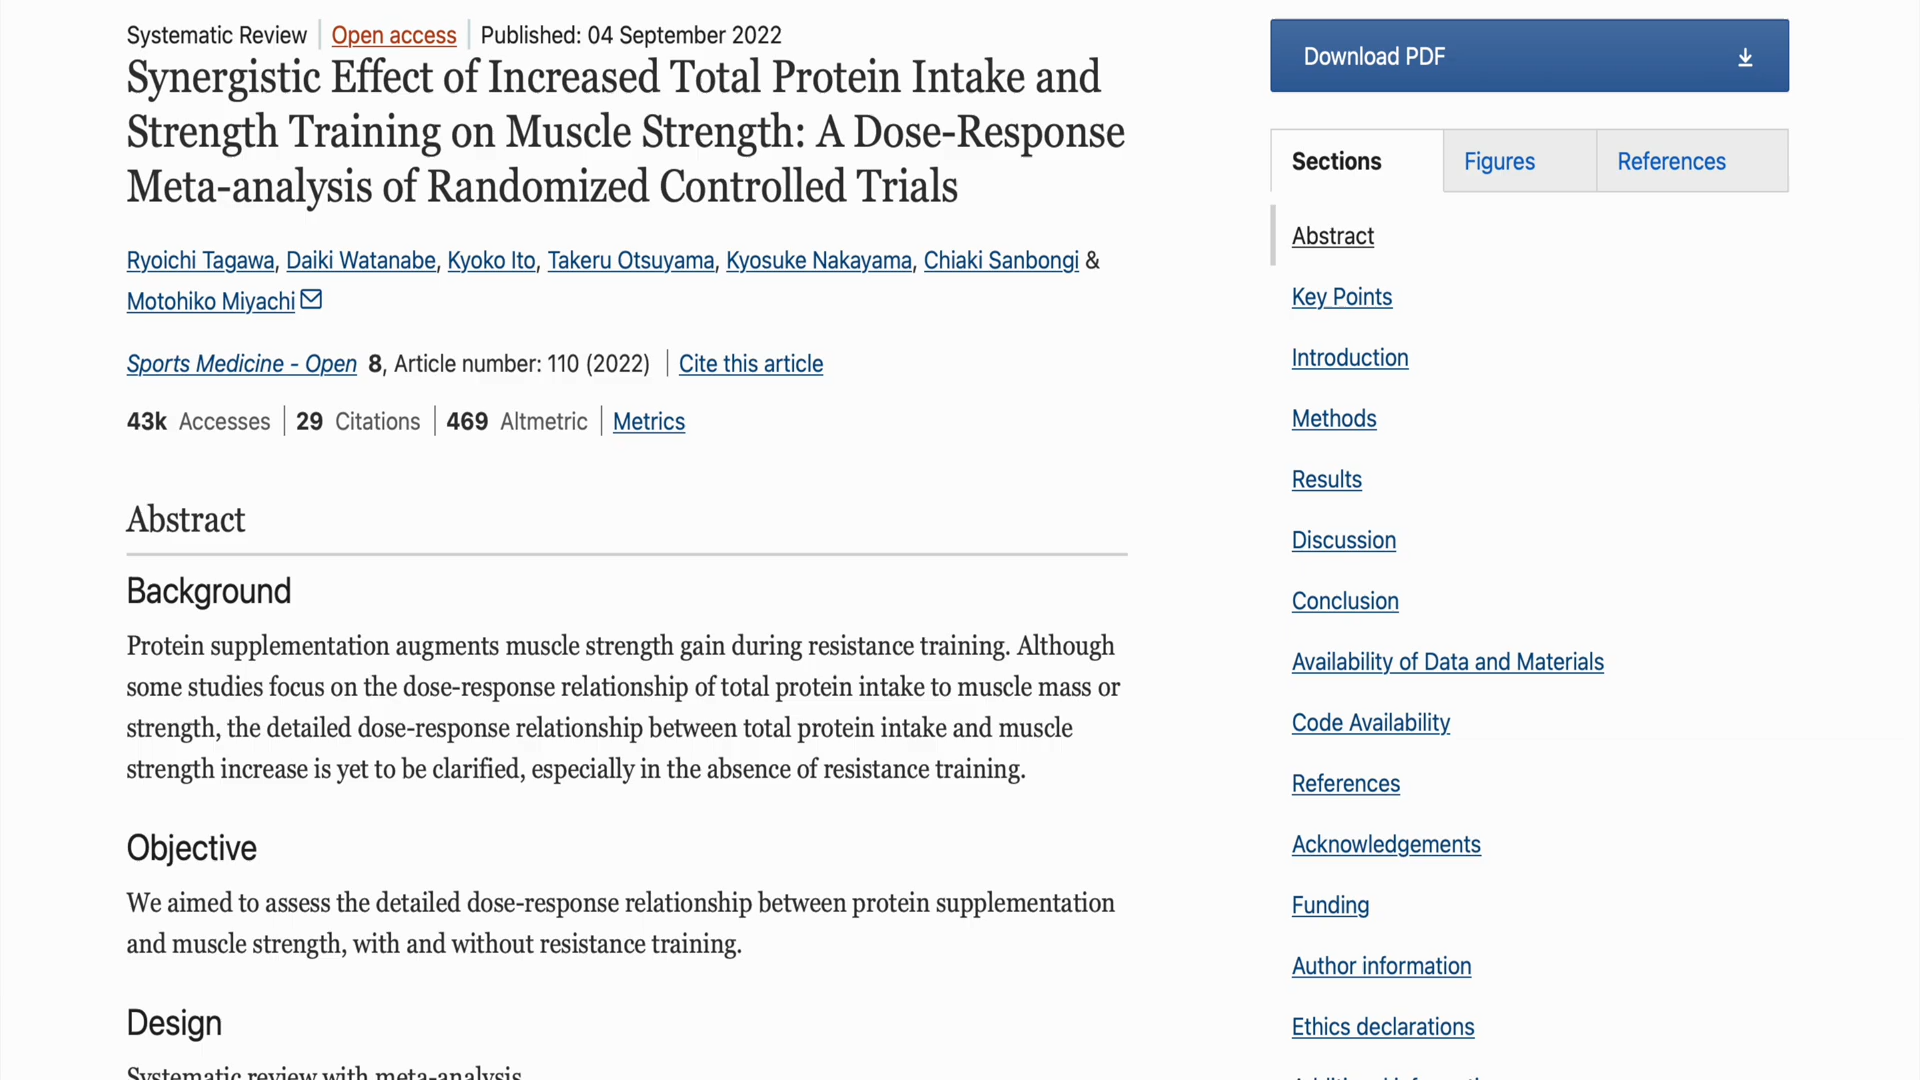 Systematic Review | Open access | Published: 04 September 2022
Synergistic Effect of Increased Total Protein Intake and
Strength Training on Muscle Strength: A Dose-Response
Meta-analysis of Randomized Controlled Trials
Ryoichi Tagawa, Daiki Watanabe, Kyoko Ito, Takeru Otsuyama, Kyosuke Nakayama, Chiaki Sanbongi &
Motohiko Miyachi
Sports Medicine - Open 8, Article number: 110 (2022) | Cite this article
43k Accesses | 29 Citations | 469 Altmetric | Metrics
Abstract
Background
Protein supplementation augments muscle strength gain during resistance training. Although
some studies focus on the dose-response relationship of total protein intake to muscle mass or
strength, the detailed dose-response relationship between total protein intake and muscle
strength increase is yet to be clarified, especially in the absence of resistance training.
Objective
We aimed to assess the detailed dose-response relationship between protein supplementation
and muscle strength, with and without resistance training.
Design
Systematic review with meta-analysis
Download PDF
Sections Figures References
Abstract
Key Points
Introduction
Methods
Results
Discussion
Conclusion
Availability of Data and Materials
Code Availability
References
Acknowledgements
Funding
Author information
Ethics declarations